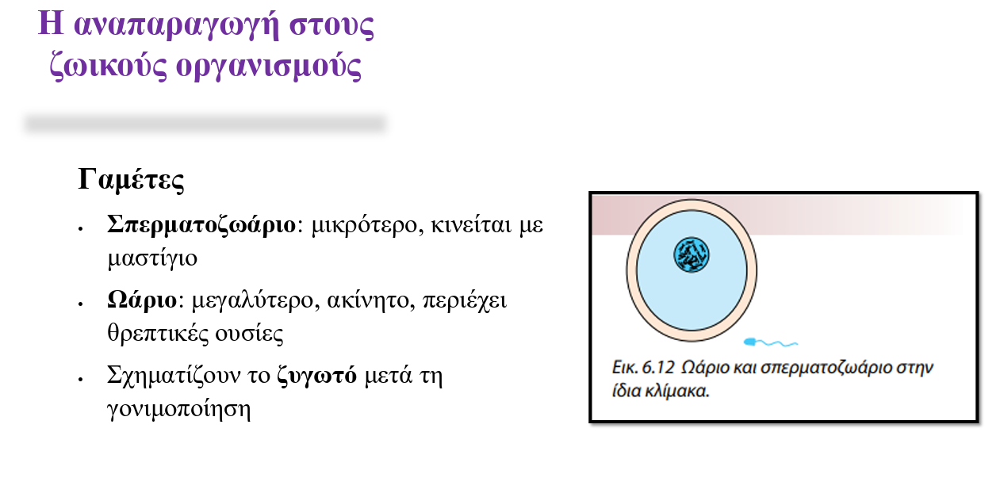 Η αναπαραγωγή στους
ζωικούς οργανισμούς
Γαμέτες
• Σπερματοζωάριο: μικρότερο, κινείται με
μαστίγιο
• Ωάριο: μεγαλύτερο, ακίνητο, περιέχει
θρεπτικές ουσίες
• Σχηματίζουν το ζυγωτό μετά τη
γονιμοποίηση
Εικ. 6.12 Ωάριο και σπερματοζωάριο στην
ίδια κλίμακα.